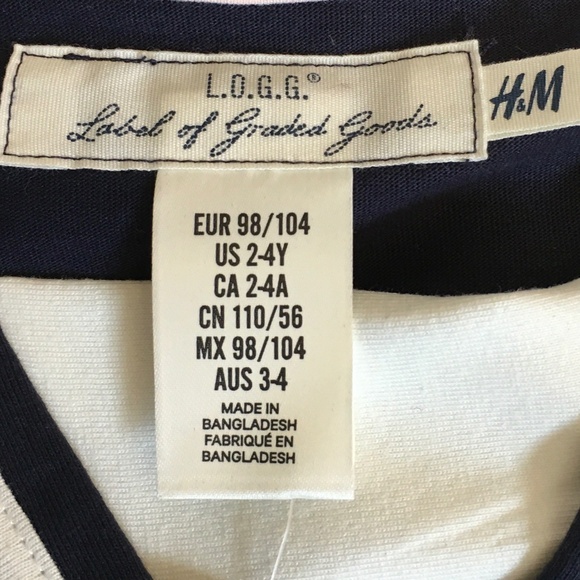 L.O.G.G.®
Label of Graded Goods
H&M
EUR 98/104
US 2-4Y
CA 2-4A
CN 110/56
MX 98/104
AUS 3-4
MADE IN
BANGLADESH
FABRIQUÉ EN
BANGLADESH